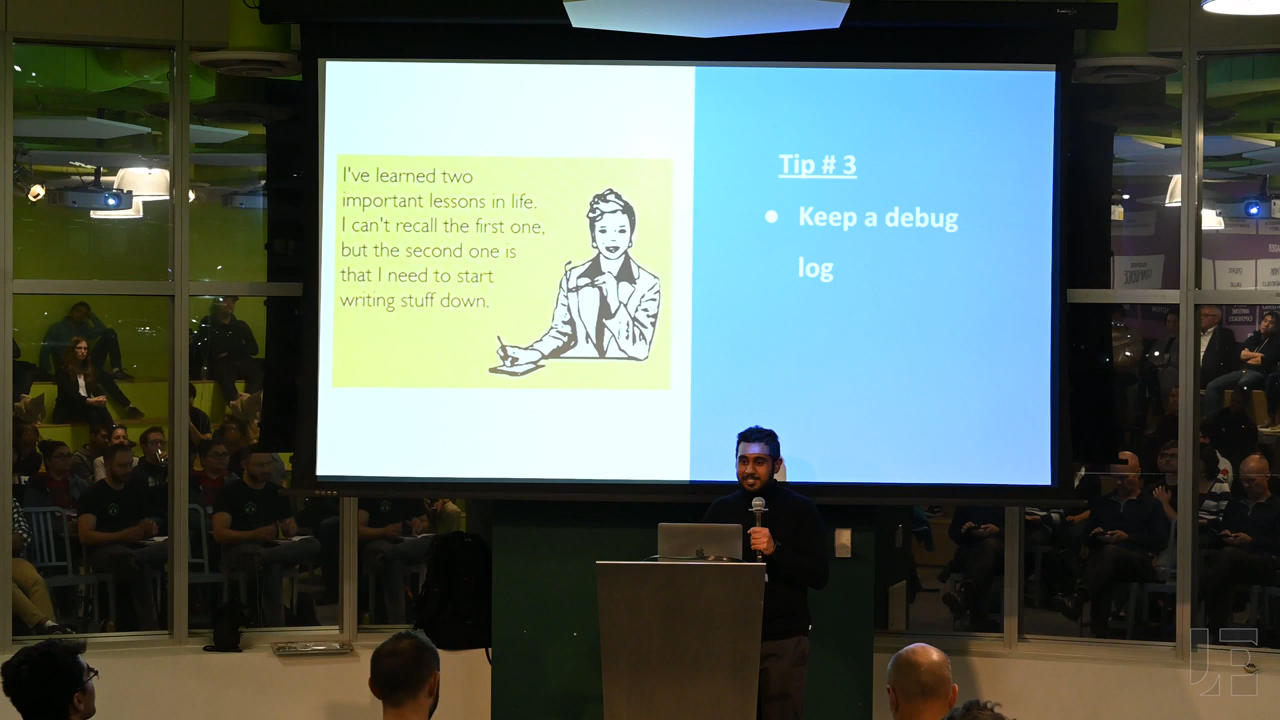 I've learned two
important lessons in life.
I can't recall the first one,
but the second one is
that I need to start
writing stuff down.
Tip # 3
Keep a debug
log